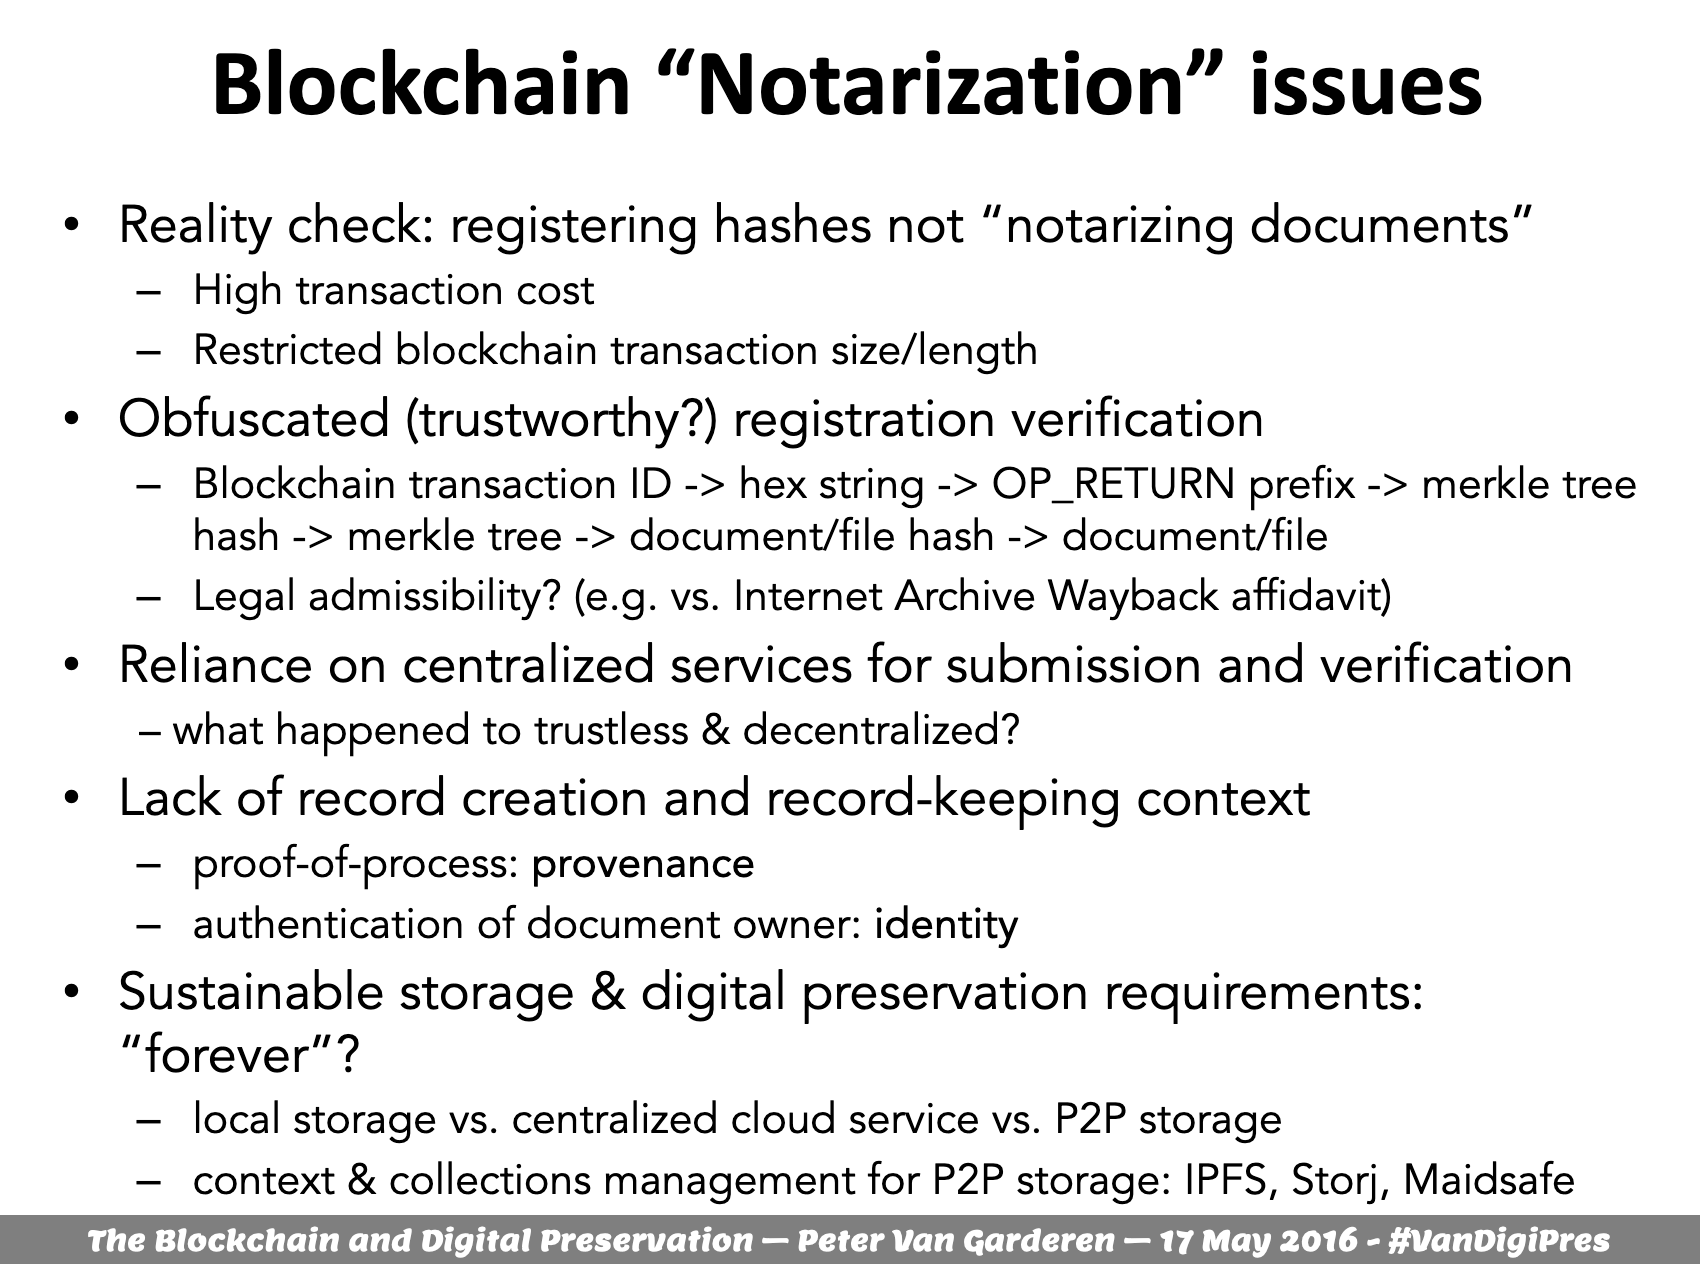 Blockchain “Notarization” issues
• Reality check: registering hashes not “notarizing documents”
– High transaction cost
– Restricted blockchain transaction size/length
• Obfuscated (trustworthy?) registration verification
– Blockchain transaction ID -> hex string -> OP_RETURN prefix -> merkle tree
hash -> merkle tree -> document/file hash -> document/file
– Legal admissibility? (e.g. vs. Internet Archive Wayback affidavit)
• Reliance on centralized services for submission and verification
– what happened to trustless & decentralized?
• Lack of record creation and record-keeping context
– proof-of-process: provenance
– authentication of document owner: identity
• Sustainable storage & digital preservation requirements:
“forever”?
– local storage vs. centralized cloud service vs. P2P storage
– context & collections management for P2P storage: IPFS, Storj, Maidsafe
The Blockchain and Digital Preservation — Peter Van Garderen — 17 May 2016 - #VanDigiPres